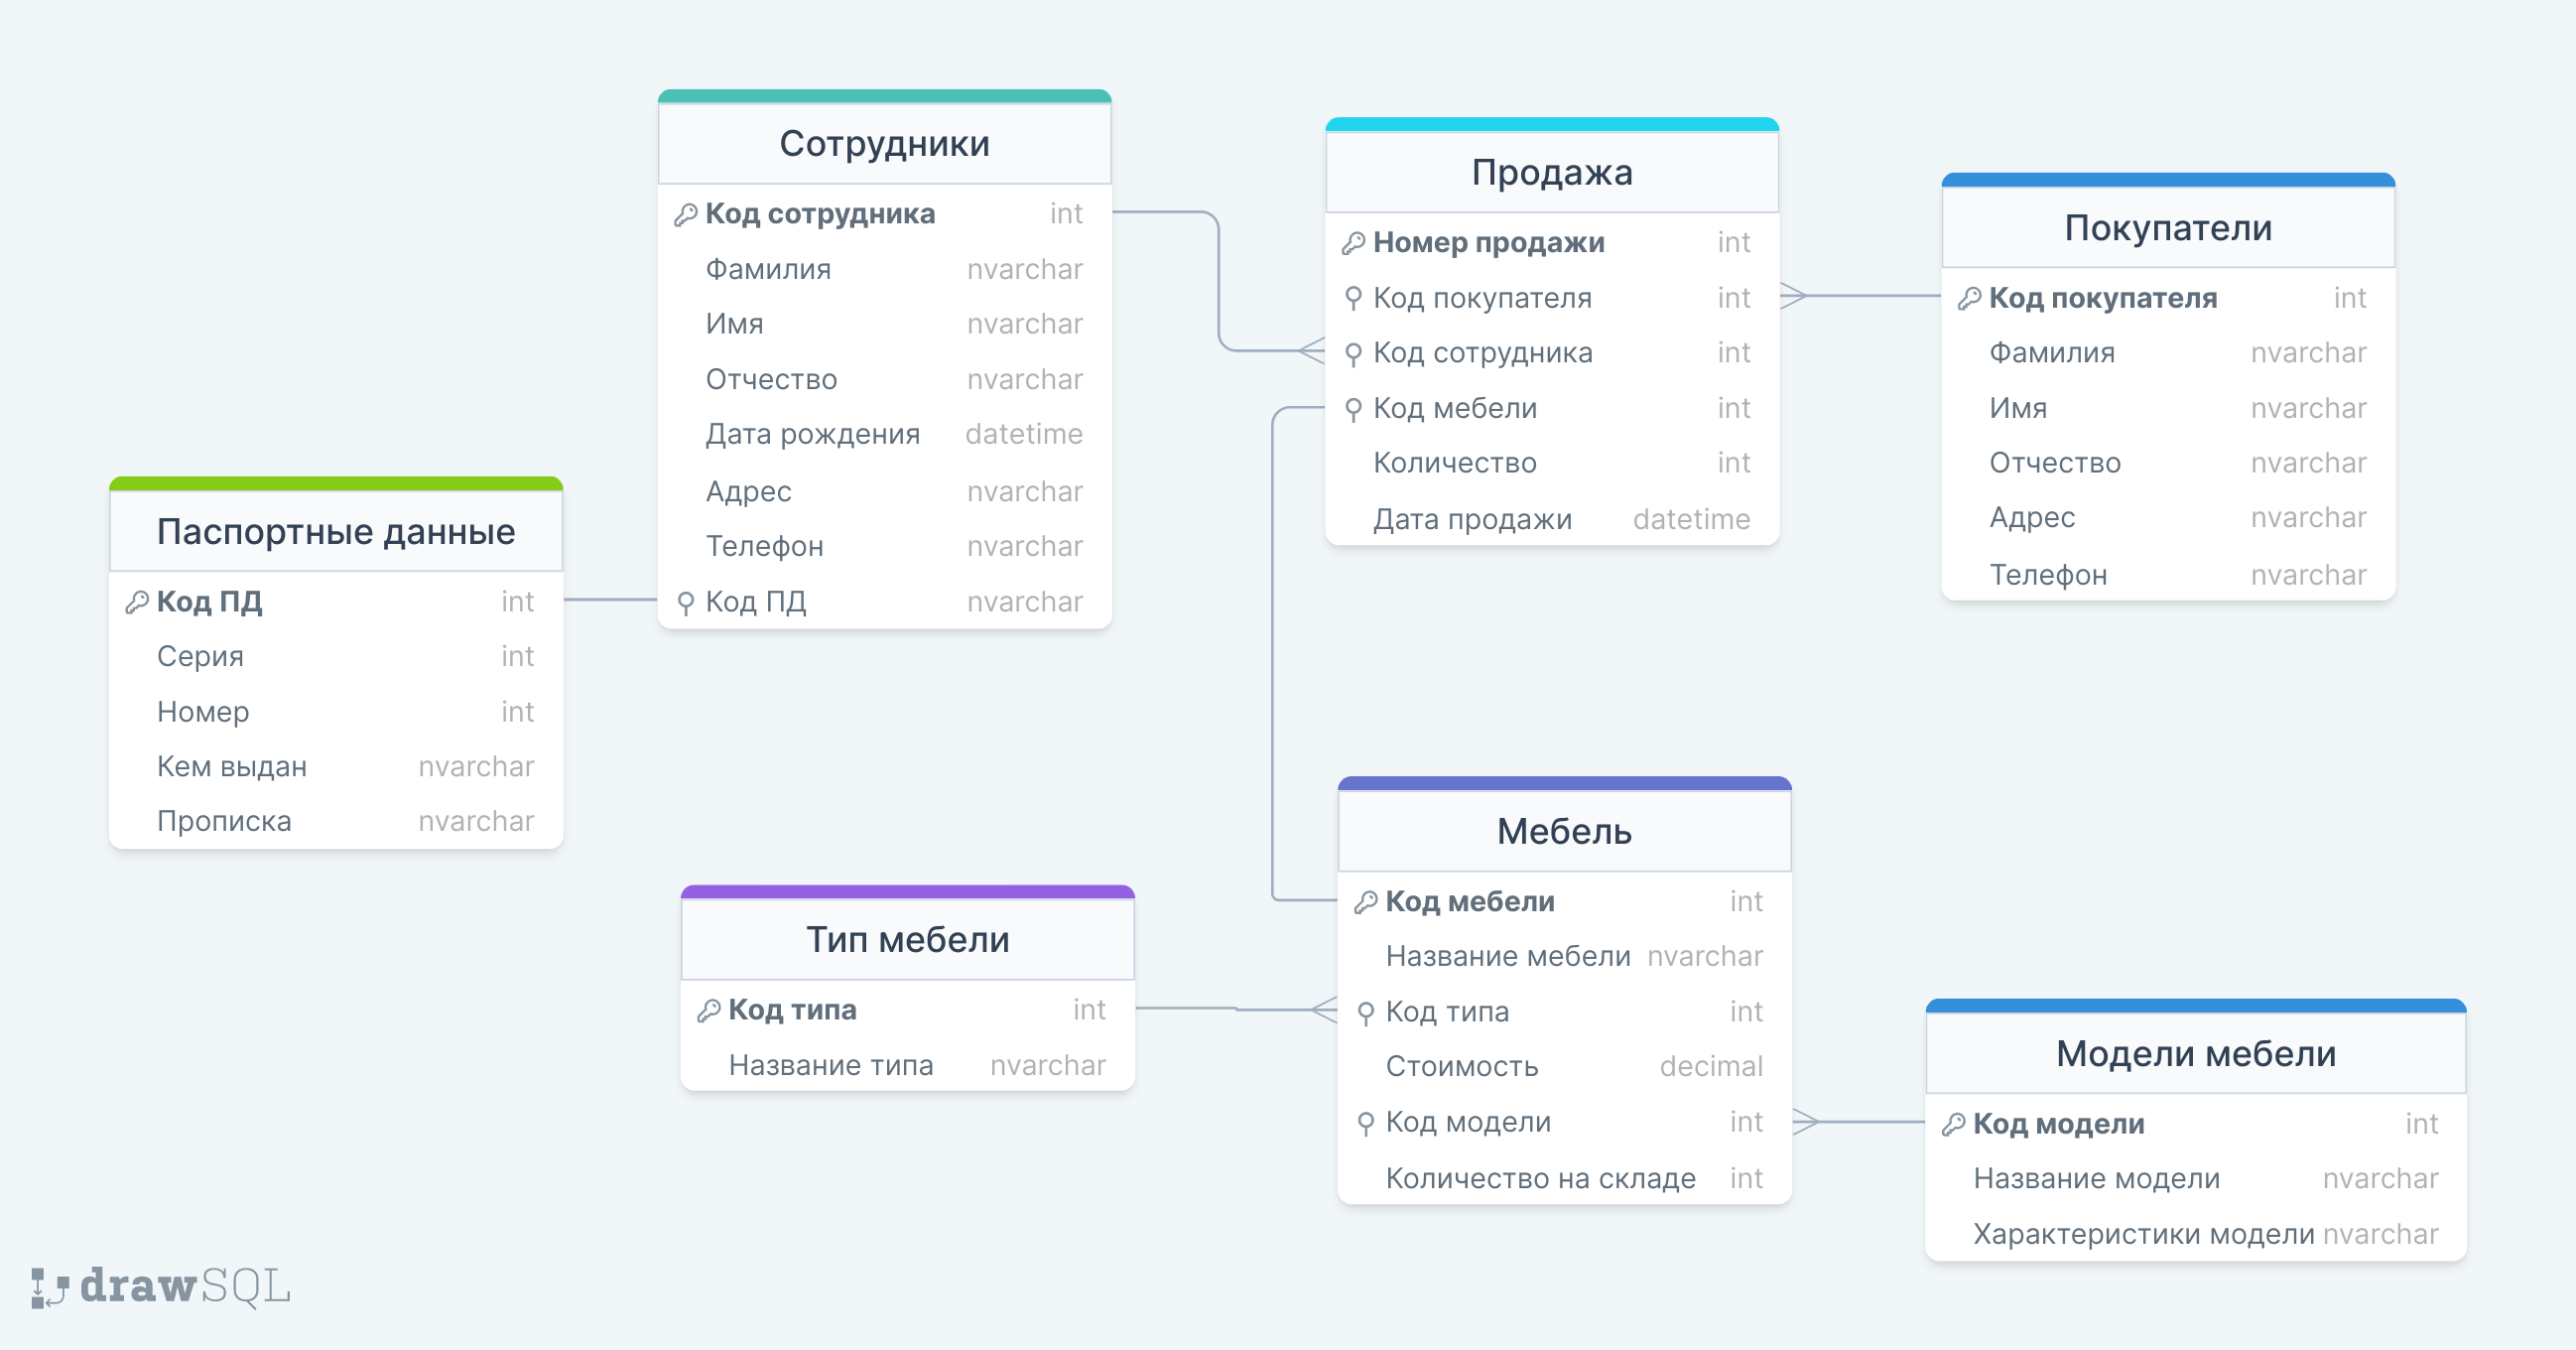 Сотрудники
Код сотрудника int
Фамилия nvarchar
Имя nvarchar
Отчество nvarchar
Дата рождения datetime
Адрес nvarchar
Телефон nvarchar
Код ПД nvarchar
Продажа
Номер продажи int
Код покупателя int
Код сотрудника int
Код мебели int
Количество int
Дата продажи datetime
Покупатели
Код покупателя int
Фамилия nvarchar
Имя nvarchar
Отчество nvarchar
Адрес nvarchar
Телефон nvarchar
Паспортные данные
Код ПД int
Серия int
Номер int
Кем выдан nvarchar
Прописка nvarchar
Тип мебели
Код типа int
Название типа nvarchar
Мебель
Код мебели int
Название мебели nvarchar
Код типа int
Стоимость decimal
Код модели int
Количество на складе int
Модели мебели
Код модели int
Название модели nvarchar
Характеристики модели nvarchar
drawSQL